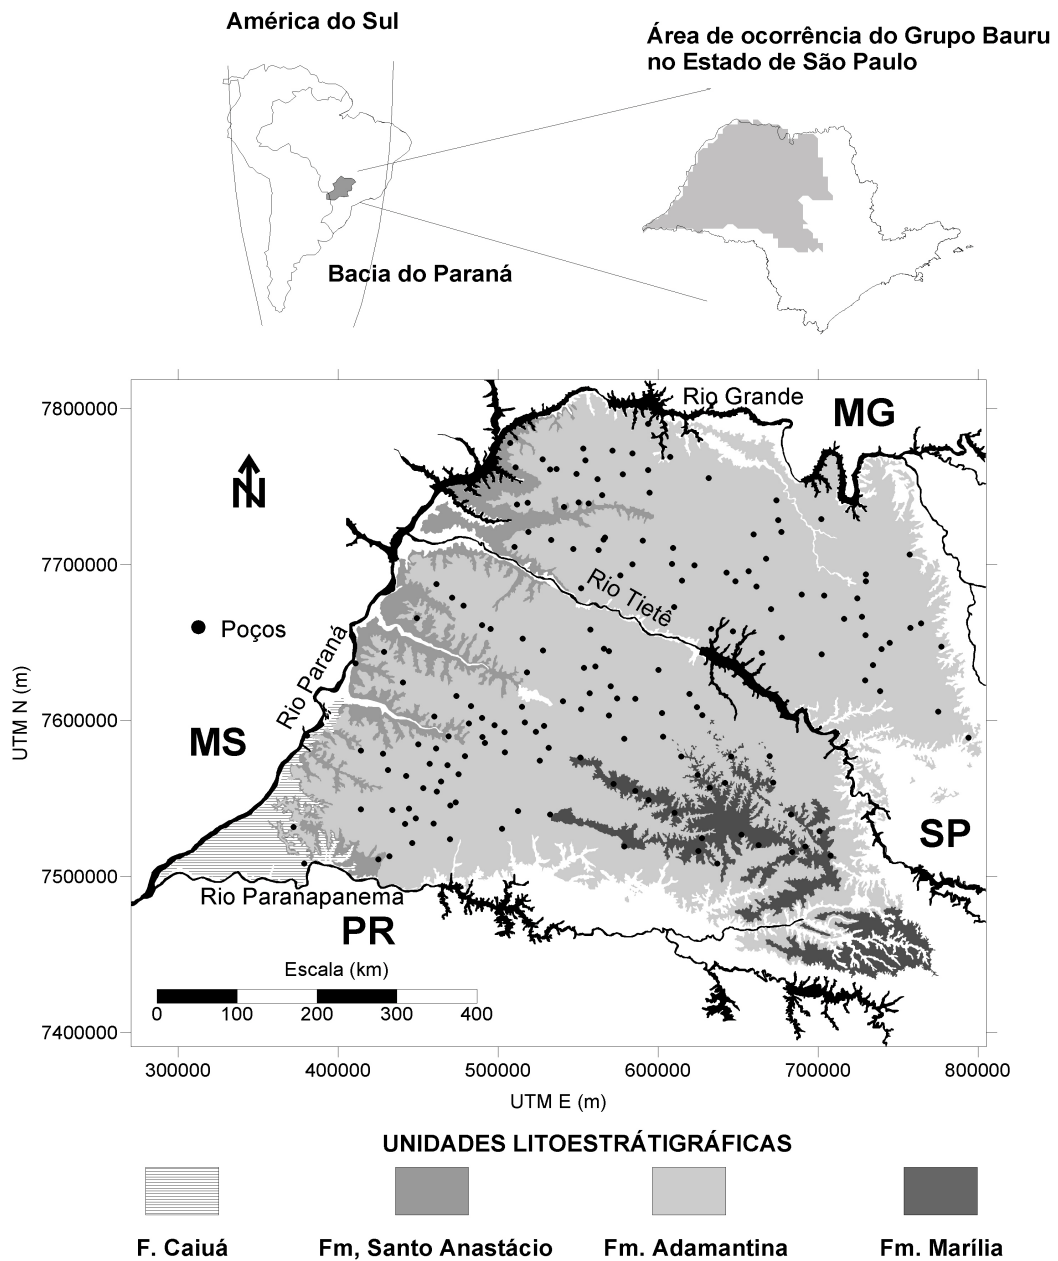 América do Sul
Área de ocorrência do Grupo Bauru
no Estado de São Paulo
Bacia do Paraná
7800000
7700000
7600000
7500000
7400000
UTM N (m)
Rio Grande
MG
N
Rio Tietê
Poços
Rio Paraná
MS
SP
Rio Paranapanema
PR
Escala (km)
0 100 200 300 400
300000 400000 500000 600000 700000 800000
UTM E (m)
UNIDADES LITOESTRÁTIGRÁFICAS
F. Caiuá Fm, Santo Anastácio Fm. Adamantina Fm. Marília